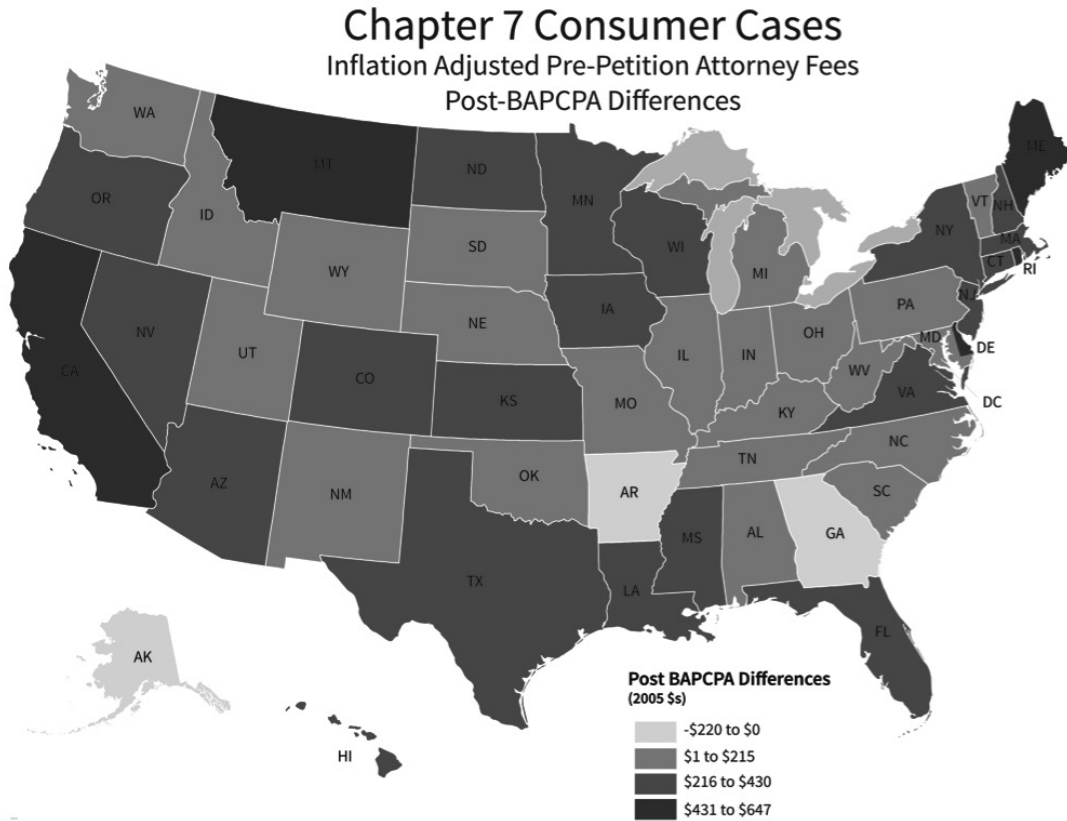 Chapter 7 Consumer Cases
Inflation Adjusted Pre-Petition Attorney Fees
Post-BAPCPA Differences
WA
MT
ND
MN
ME
OR
ID
SD
WI
MI
NY
VT
NH
MA
CT
RI
WY
NE
IA
PA
NJ
NV
UT
CO
KS
IL
IN
OH
MD
DE
CA
MO
WV
VA
DC
KY
AZ
NM
OK
AR
TN
NC
SC
TX
LA
MS
AL
GA
FL
AK
HI
Post BAPCPA Differences
(2005 $s)
-$220 to $0
$1 to $215
$216 to $430
$431 to $647